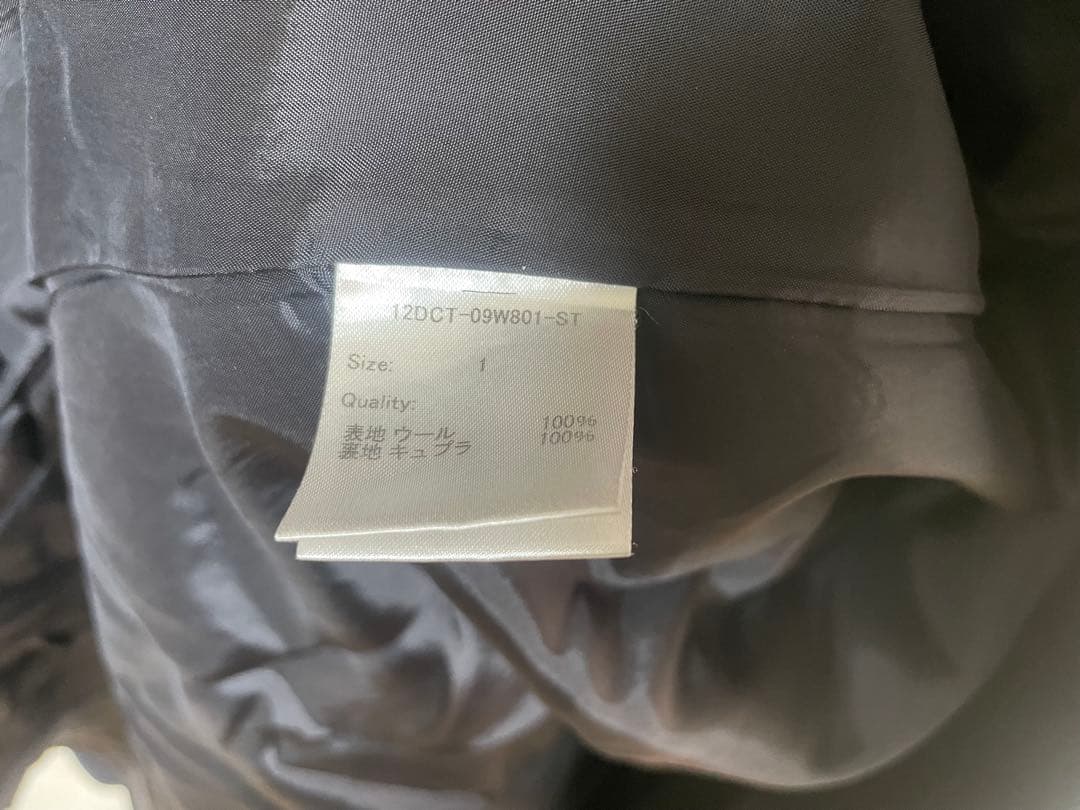 12DCT-09W801-ST
Size: 1
Quality:
表地 ウール 100%
裏地 キュプラ 100%